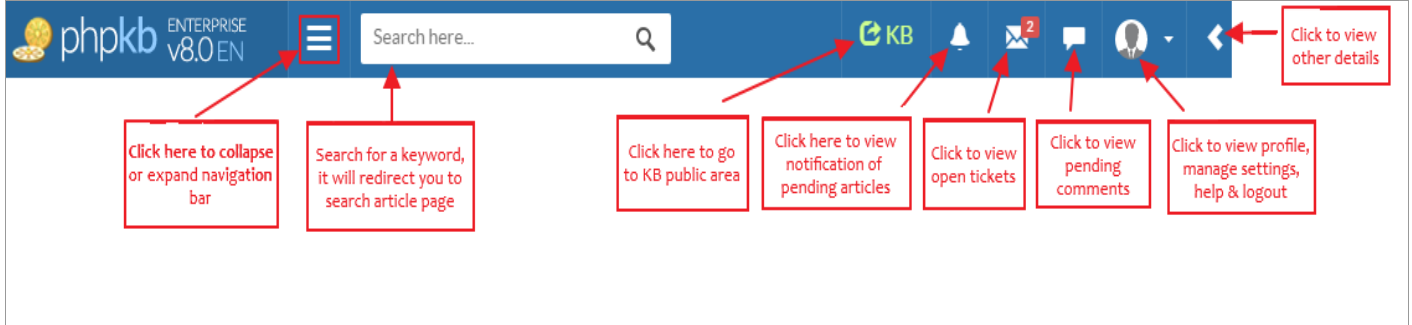 phpkb ENTERPRISE
v8.0 EN
Search here...
KB
2
Click to view
other details
Click here to collapse
or expand navigation
bar
Search for a keyword,
it will redirect you to
search article page
Click here to go
to KB public area
Click here to view
notification of
pending articles
Click to view
open tickets
Click to view
pending
comments
Click to view profile,
manage settings,
help & logout